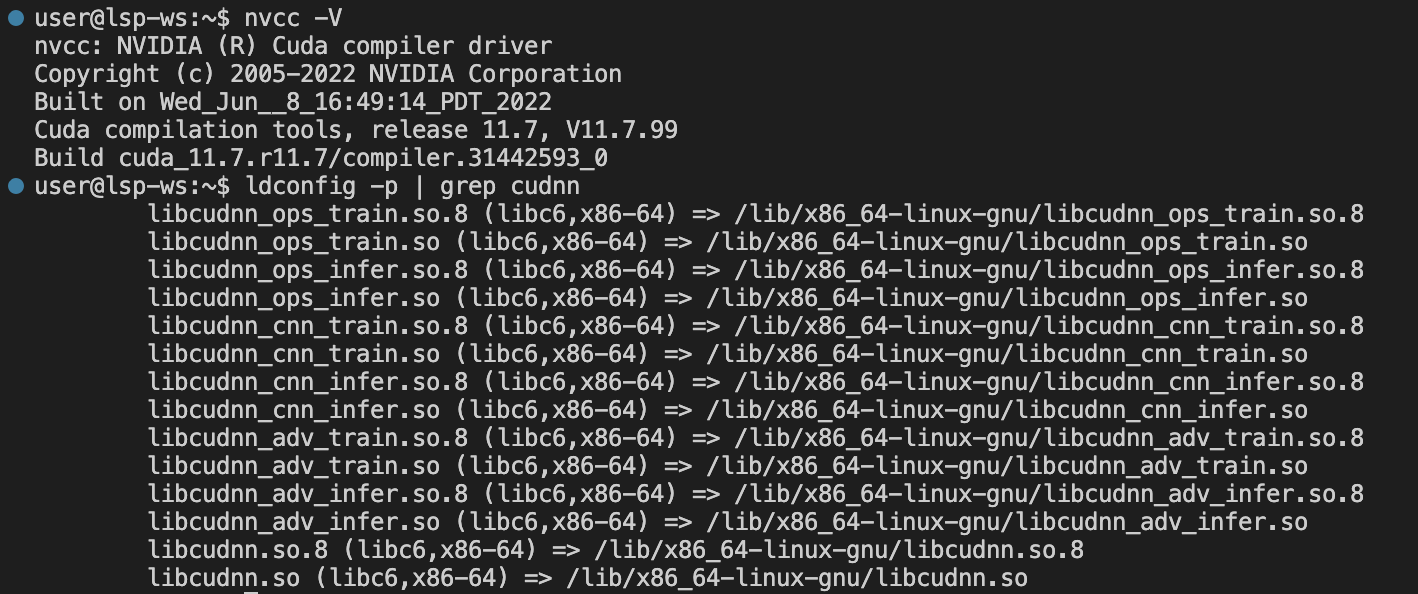 user@lsp-ws:~$ nvcc -V
nvcc: NVIDIA (R) Cuda compiler driver
Copyright (c) 2005-2022 NVIDIA Corporation
Built on Wed_Jun__8_16:49:14_PDT_2022
Cuda compilation tools, release 11.7, V11.7.99
Build cuda_11.7.r11.7/compiler.31442593_0
user@lsp-ws:~$ ldconfig -p | grep cudnn
libcudnn_ops_train.so.8 (libc6,x86-64) => /lib/x86_64-linux-gnu/libcudnn_ops_train.so.8
libcudnn_ops_train.so (libc6,x86-64) => /lib/x86_64-linux-gnu/libcudnn_ops_train.so
libcudnn_ops_infer.so.8 (libc6,x86-64) => /lib/x86_64-linux-gnu/libcudnn_ops_infer.so.8
libcudnn_ops_infer.so (libc6,x86-64) => /lib/x86_64-linux-gnu/libcudnn_ops_infer.so
libcudnn_cnn_train.so.8 (libc6,x86-64) => /lib/x86_64-linux-gnu/libcudnn_cnn_train.so.8
libcudnn_cnn_train.so (libc6,x86-64) => /lib/x86_64-linux-gnu/libcudnn_cnn_train.so
libcudnn_cnn_infer.so.8 (libc6,x86-64) => /lib/x86_64-linux-gnu/libcudnn_cnn_infer.so.8
libcudnn_cnn_infer.so (libc6,x86-64) => /lib/x86_64-linux-gnu/libcudnn_cnn_infer.so
libcudnn_adv_train.so.8 (libc6,x86-64) => /lib/x86_64-linux-gnu/libcudnn_adv_train.so.8
libcudnn_adv_train.so (libc6,x86-64) => /lib/x86_64-linux-gnu/libcudnn_adv_train.so
libcudnn_adv_infer.so.8 (libc6,x86-64) => /lib/x86_64-linux-gnu/libcudnn_adv_infer.so.8
libcudnn_adv_infer.so (libc6,x86-64) => /lib/x86_64-linux-gnu/libcudnn_adv_infer.so
libcudnn.so.8 (libc6,x86-64) => /lib/x86_64-linux-gnu/libcudnn.so.8
libcudnn.so (libc6,x86-64) => /lib/x86_64-linux-gnu/libcudnn.so